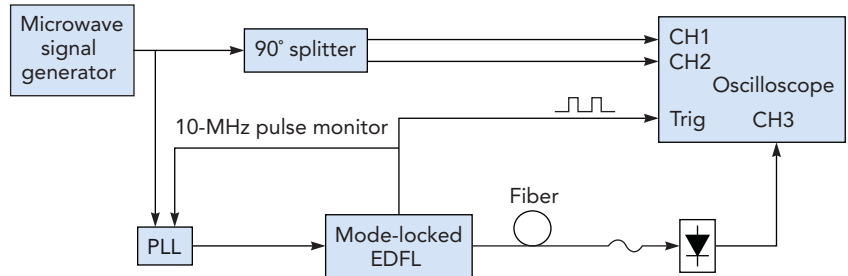 Microwave
signal
generator
90° splitter
CH1
CH2
Oscilloscope
Trig
CH3
10-MHz pulse monitor
Fiber
PLL
Mode-locked
EDFL